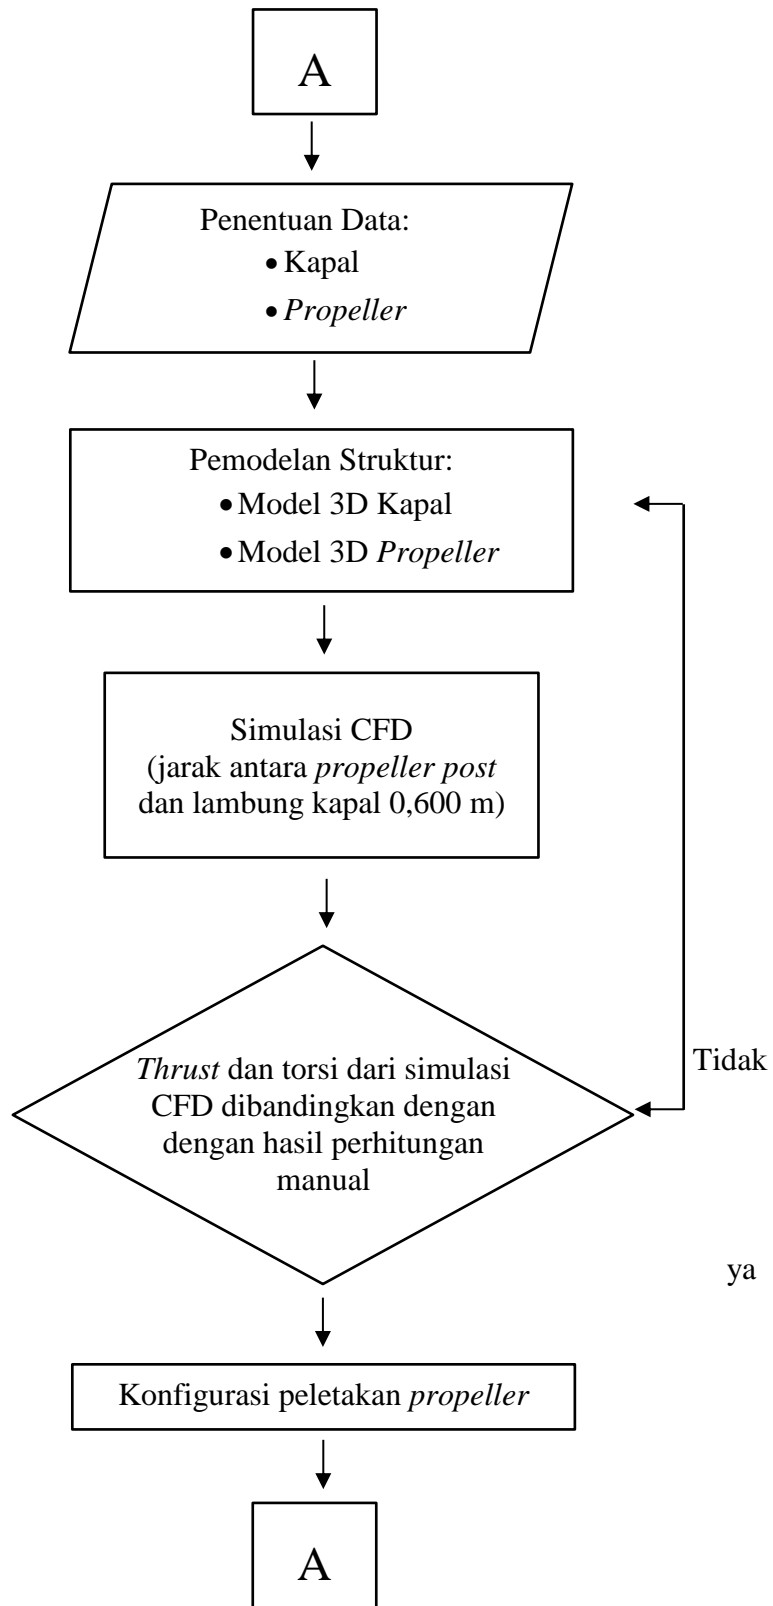 A
Penentuan Data:
• Kapal
• Propeller
Pemodelan Struktur:
• Model 3D Kapal
• Model 3D Propeller
Simulasi CFD
(jarak antara propeller post
dan lambung kapal 0,600 m)
Thrust dan torsi dari simulasi
CFD dibandingkan dengan
dengan hasil perhitungan
manual
Tidak
ya
Konfigurasi peletakan propeller
A